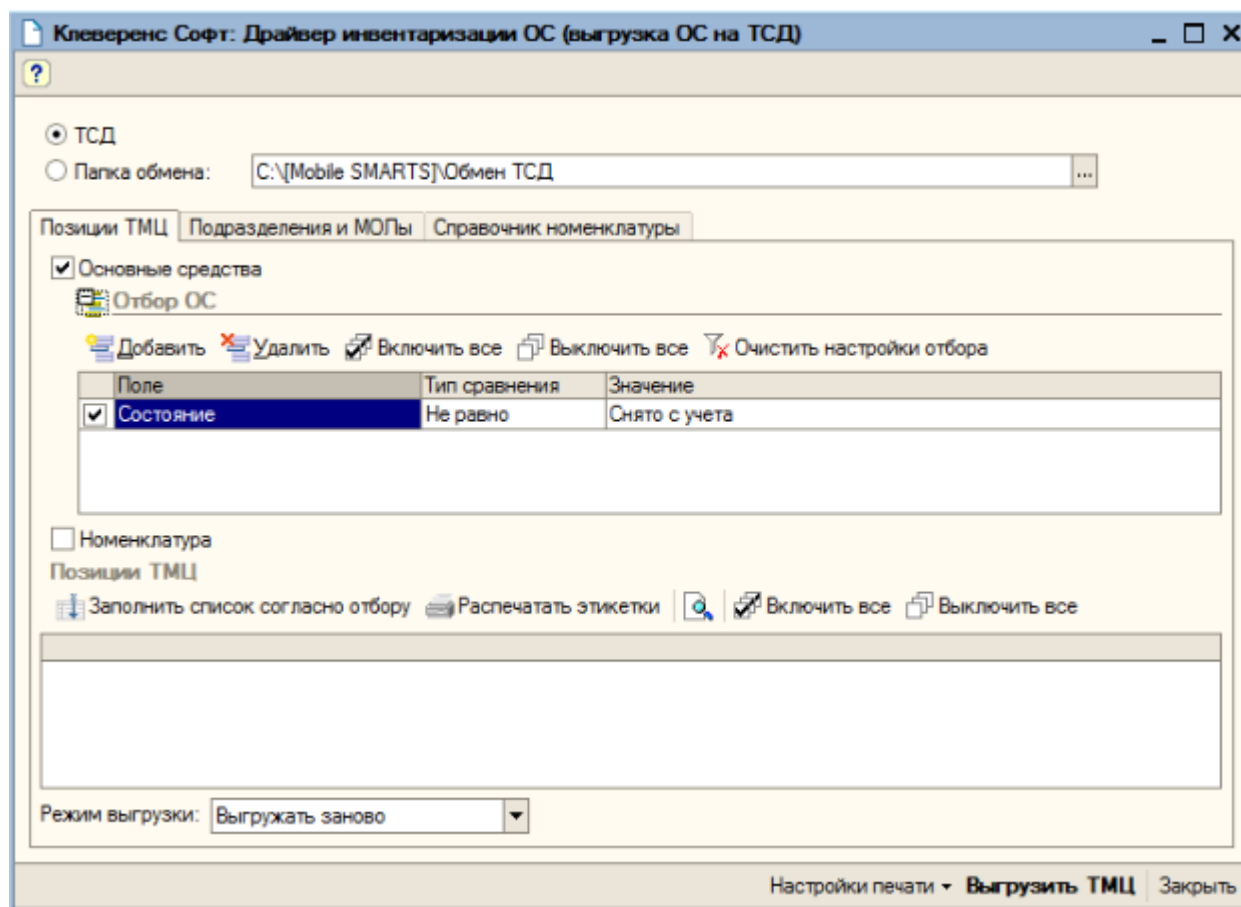 Клеверенс Софт: Драйвер инвентаризации ОС (выгрузка ОС на ТСД)
?
ТСД
Папка обмена: C:\[Mobile SMARTS]\Обмен ТСД ...
Позиции ТМЦ Подразделения и МОПы Справочник номенклатуры
Основные средства
Отбор ОС
Добавить Удалить Включить все Выключить все Очистить настройки отбора
Поле Тип сравнения Значение
Состояние Не равно Снято с учета
Номенклатура
Позиции ТМЦ
Заполнить список согласно отбору Распечатать этикетки Включить все Выключить все
Режим выгрузки: Выгружать заново
Настройки печати Выгрузить ТМЦ Закрыть